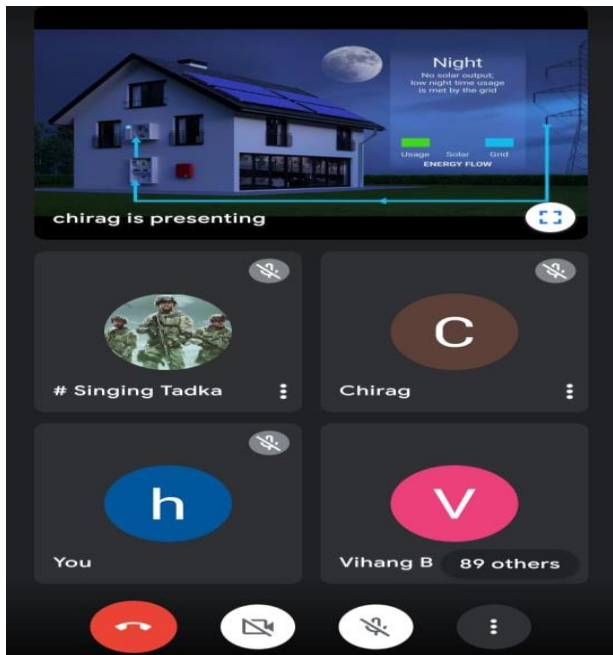 Night
No solar output,
low night time usage
is met by the grid
Usage Solar Grid
ENERGY FLOW
chirag is presenting
# Singing Tadka
Chirag
C
h
You
V
Vihang B
89 others